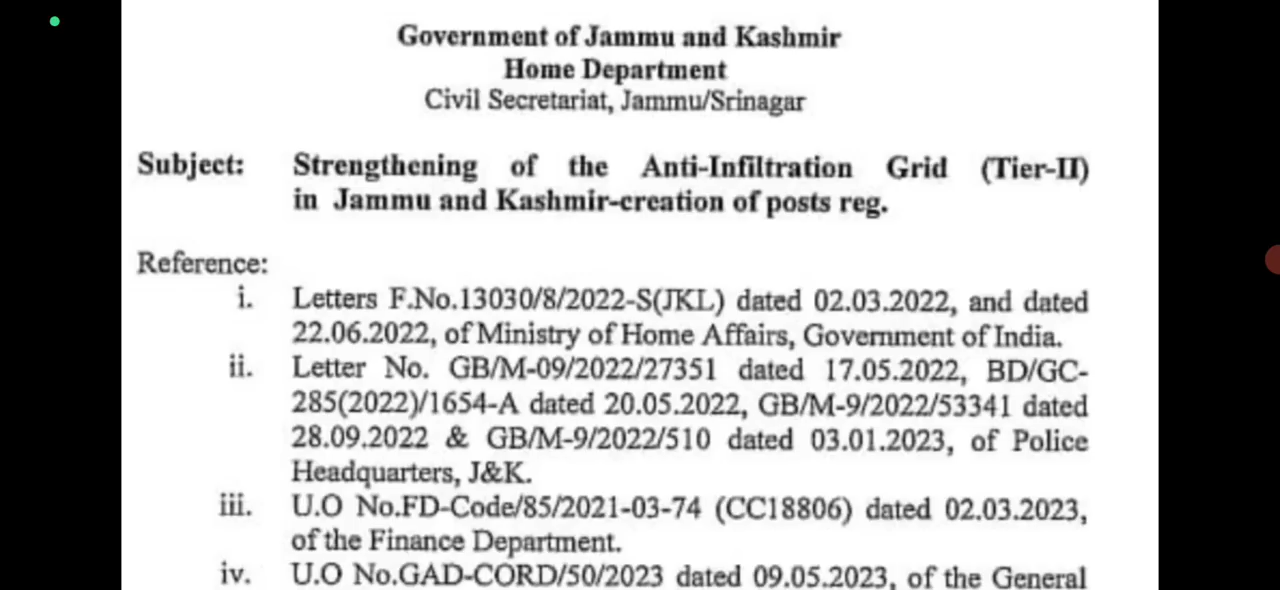 Government of Jammu and Kashmir
Home Department
Civil Secretariat, Jammu/Srinagar
Subject: Strengthening of the Anti-Infiltration Grid (Tier-II)
in Jammu and Kashmir-creation of posts reg.
Reference:
i. Letters F.No.13030/8/2022-S(JKL) dated 02.03.2022, and dated
22.06.2022, of Ministry of Home Affairs, Government of India.
ii. Letter No. GB/M-09/2022/27351 dated 17.05.2022, BD/GC-
285(2022)/1654-A dated 20.05.2022, GB/M-9/2022/53341 dated
28.09.2022 & GB/M-9/2022/510 dated 03.01.2023, of Police
Headquarters, J&K.
iii. U.O No.FD-Code/85/2021-03-74 (CC18806) dated 02.03.2023,
of the Finance Department.
iv. U.O No.GAD-CORD/50/2023 dated 09.05.2023, of the General